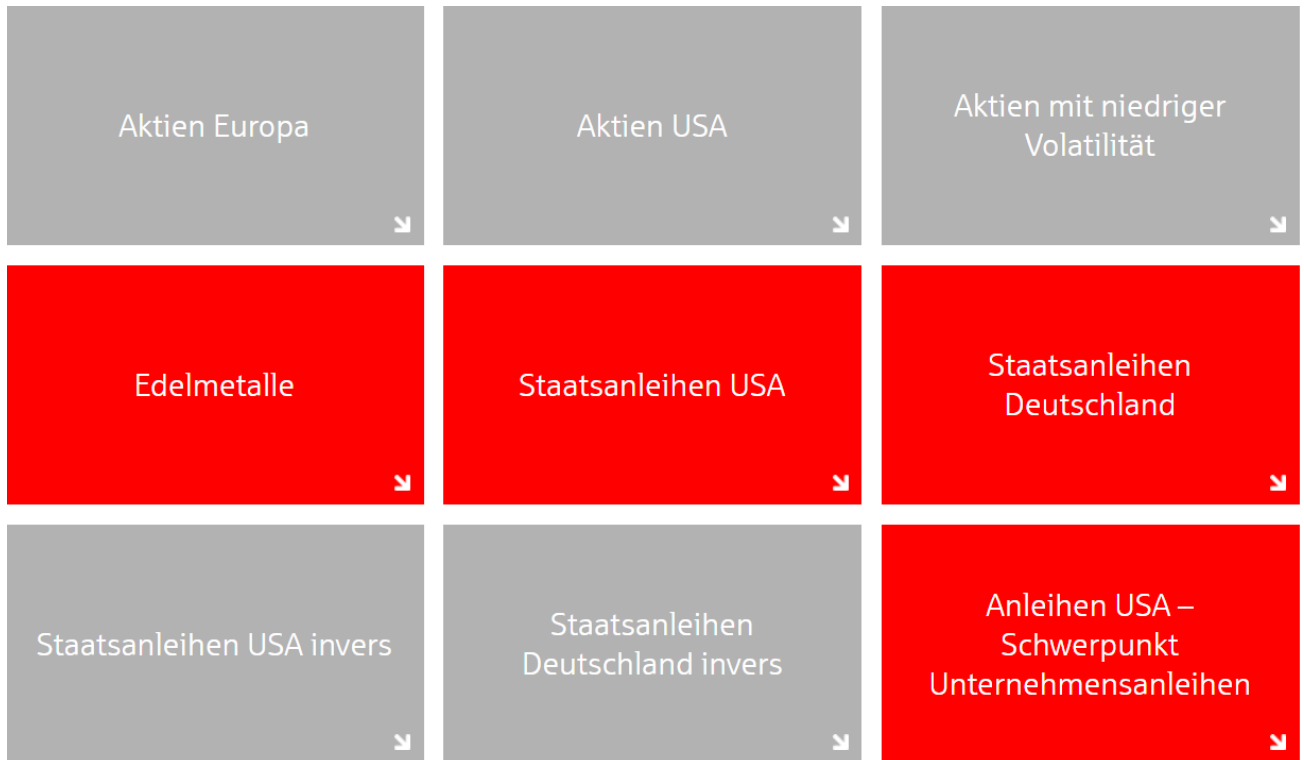 Aktien Europa
Aktien USA
Aktien mit niedriger
Volatilität
Edelmetalle
Staatsanleihen USA
Staatsanleihen
Deutschland
Staatsanleihen USA invers
Staatsanleihen
Deutschland invers
Anleihen USA –
Schwerpunkt
Unternehmensanleihen